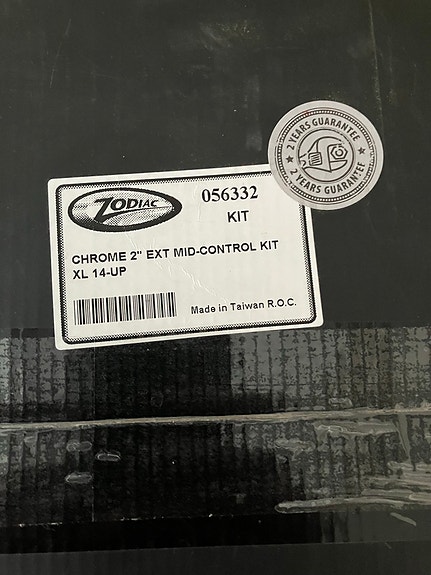 2 YEARS GUARANTEE
2 YEARS GUARANTEE
ZODIAC
056332
KIT
CHROME 2" EXT MID-CONTROL KIT
XL 14-UP
Made in Taiwan R.O.C.